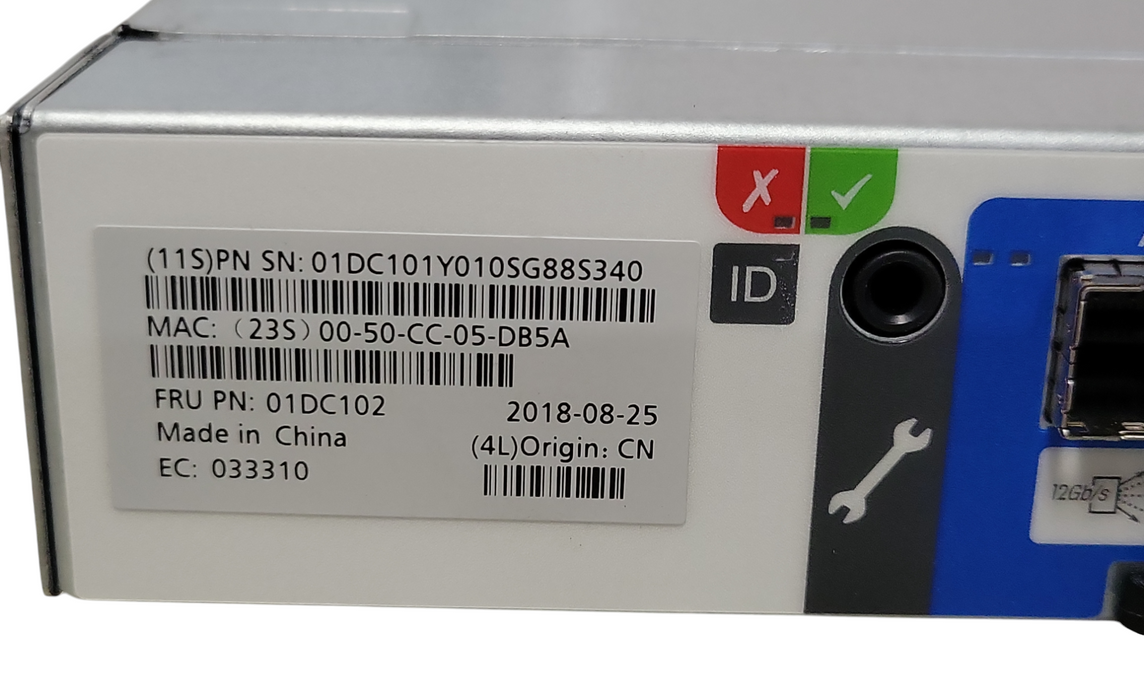 (11S)PN SN: 01DC101Y010SG88S340
MAC:（23S）00-50-CC-05-DB5A
FRU PN: 01DC102
2018-08-25
Made in China
(4L)Origin: CN
EC: 033310
ID
12Gb/s